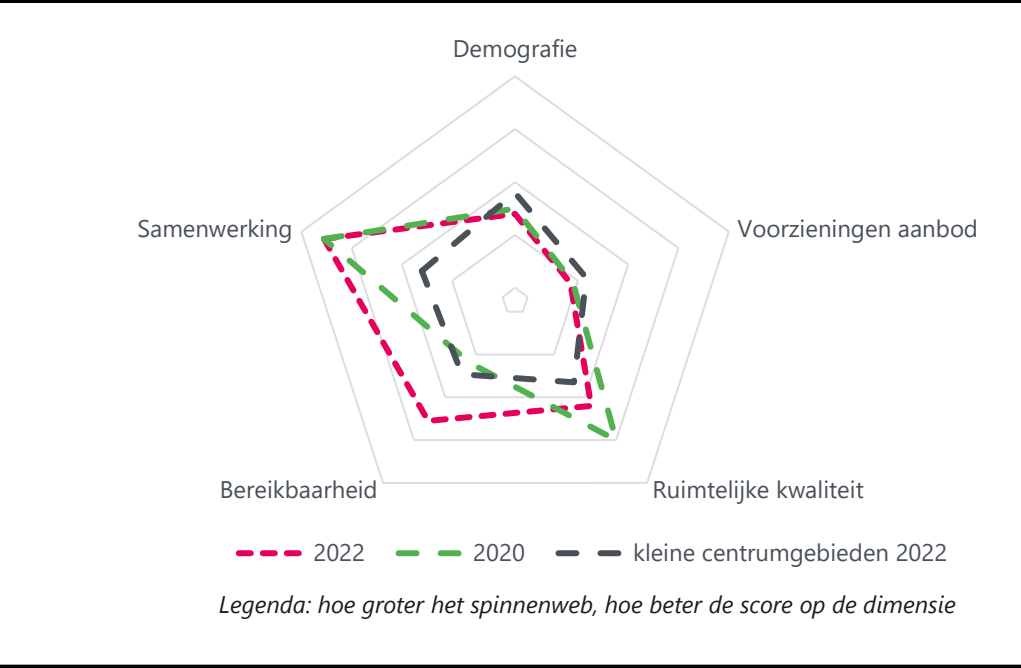 Demografie
Samenwerking
Voorzieningen aanbod
Bereikbaarheid
Ruimtelijke kwaliteit
2022
2020
kleine centrumgebieden 2022
Legenda: hoe groter het spinnenweb, hoe beter de score op de dimensie